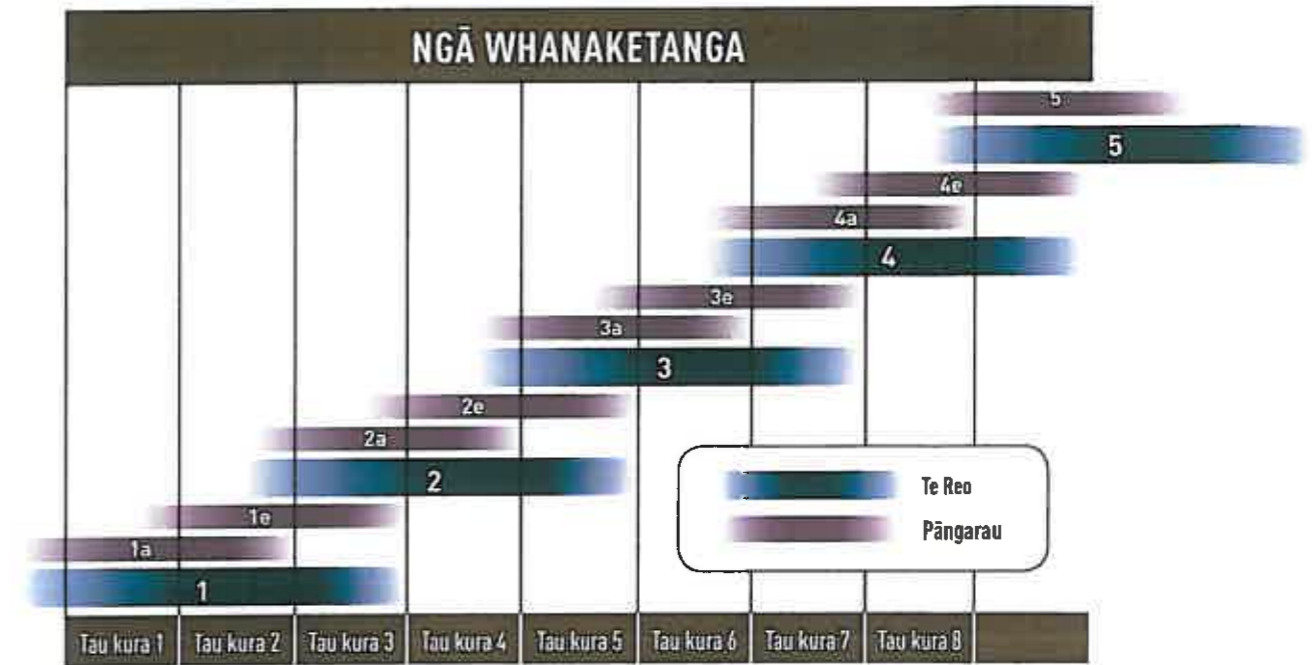 NGĀ WHANAKETANGA
5
5
4e
4a
4
3e
3a
3
2e
2a
2
1e
1a
1
Te Reo
Pāngarau
Tau kura 1 Tau kura 2 Tau kura 3 Tau kura 4 Tau kura 5 Tau kura 6 Tau kura 7 Tau kura 8